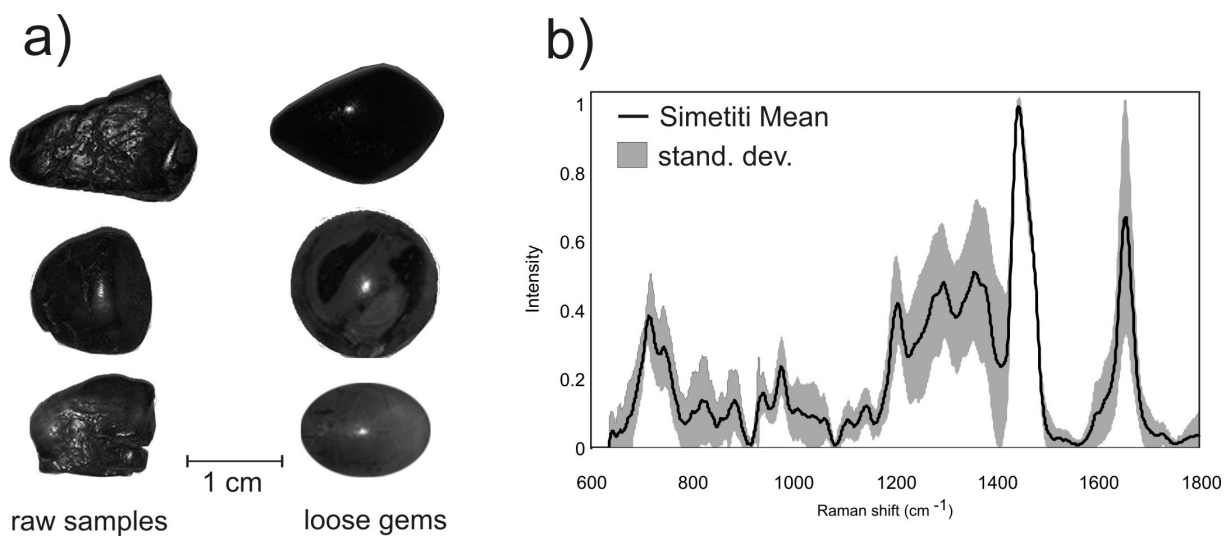 a)
raw samples
loose gems
1 cm
b)
Simetiti Mean
stand. dev.
Intensity
1
0.8
0.6
0.4
0.2
0
600 800 1000 1200 1400 1600 1800
Raman shift (cm -1)